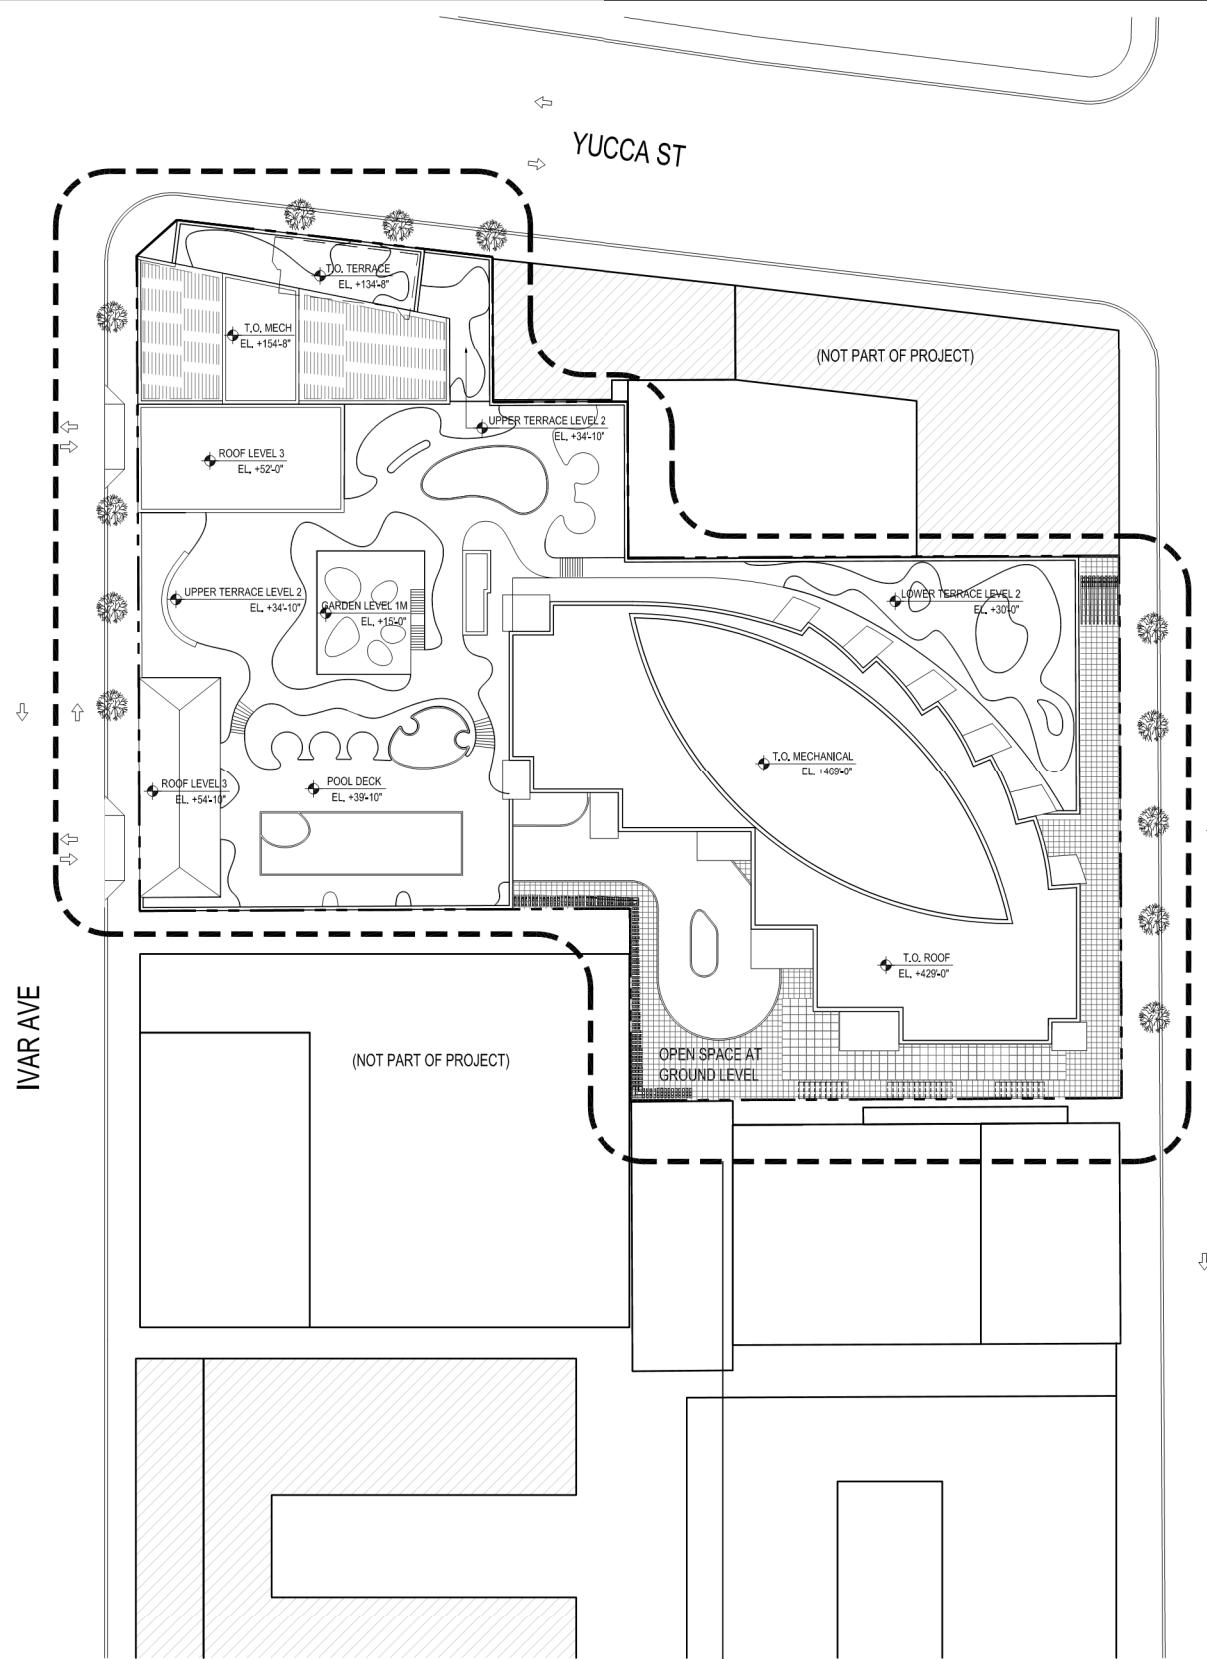 YUCCA ST
T.O. TERRACE
EL. +134'-8"
T.O. MECH
EL. +154'-8"
(NOT PART OF PROJECT)
UPPER TERRACE LEVEL 2
EL. +34'-10"
ROOF LEVEL 3
EL. +52'-0"
UPPER TERRACE LEVEL 2
EL. +34'-10"
GARDEN LEVEL 1M
EL. +15'-0"
LOWER TERRACE LEVEL 2
EL. +30'-0"
T.O. MECHANICAL
EL. +469'-0"
ROOF LEVEL 3
EL. +54'-10"
POOL DECK
EL. +39'-10"
T.O. ROOF
EL. +429'-0"
IVAR AVE
(NOT PART OF PROJECT)
OPEN SPACE AT
GROUND LEVEL